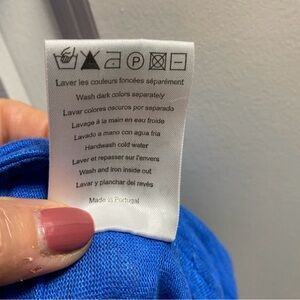 Laver les couleurs foncées séparément
Wash dark colors separately
Lavar colores oscuros por separado
Lavage à la main en eau froide
Lavado a mano con agua fria
Handwash cold water
Laver et repasser sur l'envers
Wash and iron inside out
Lavar y planchar del revés
Made in Portugal